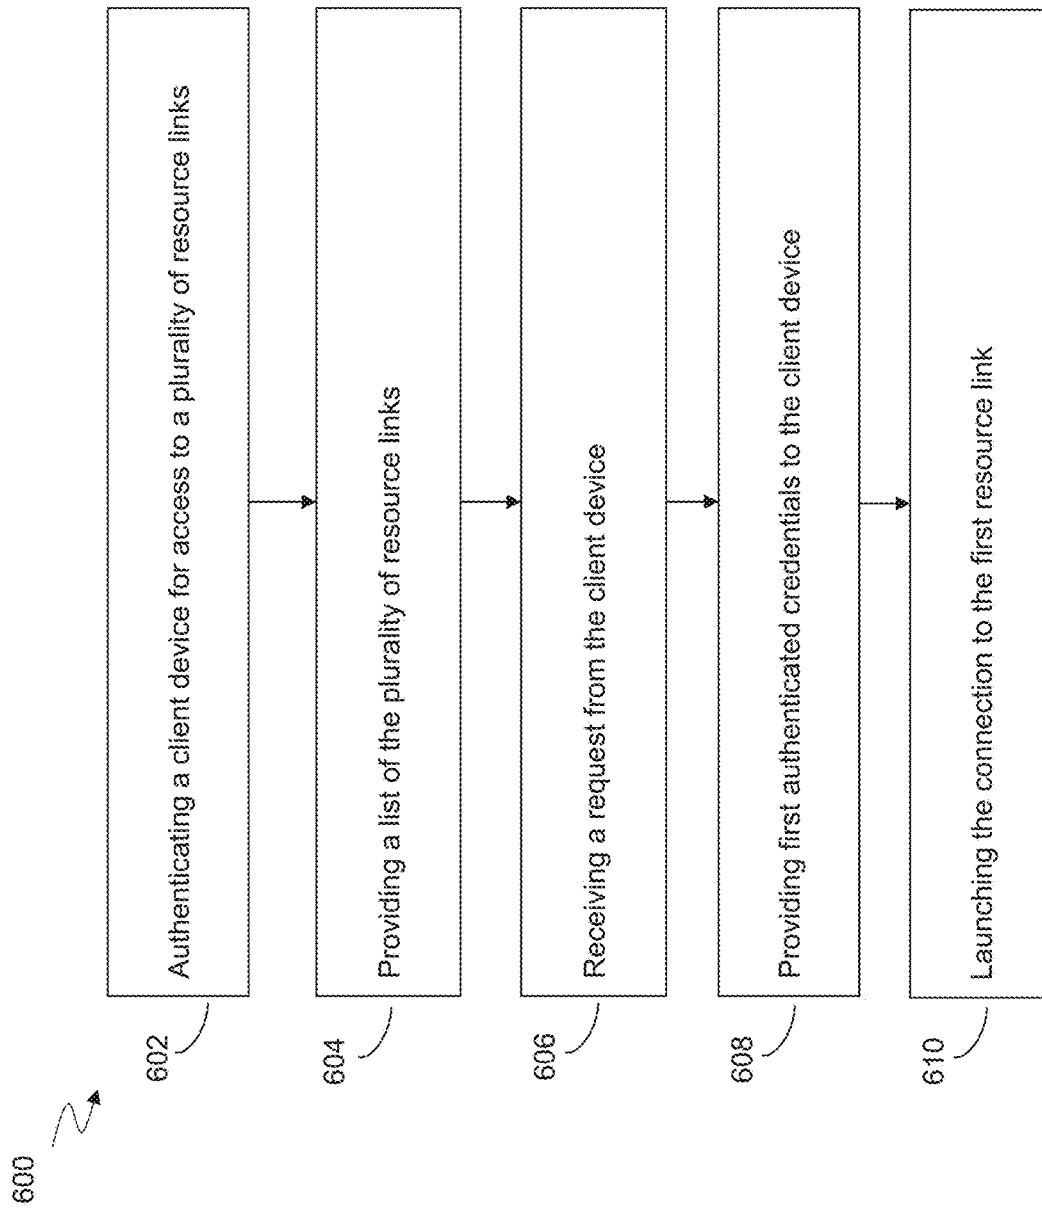 600
602
Authenticating a client device for access to a plurality of resource links
604
Providing a list of the plurality of resource links
606
Receiving a request from the client device
608
Providing first authenticated credentials to the client device
610
Launching the connection to the first resource link